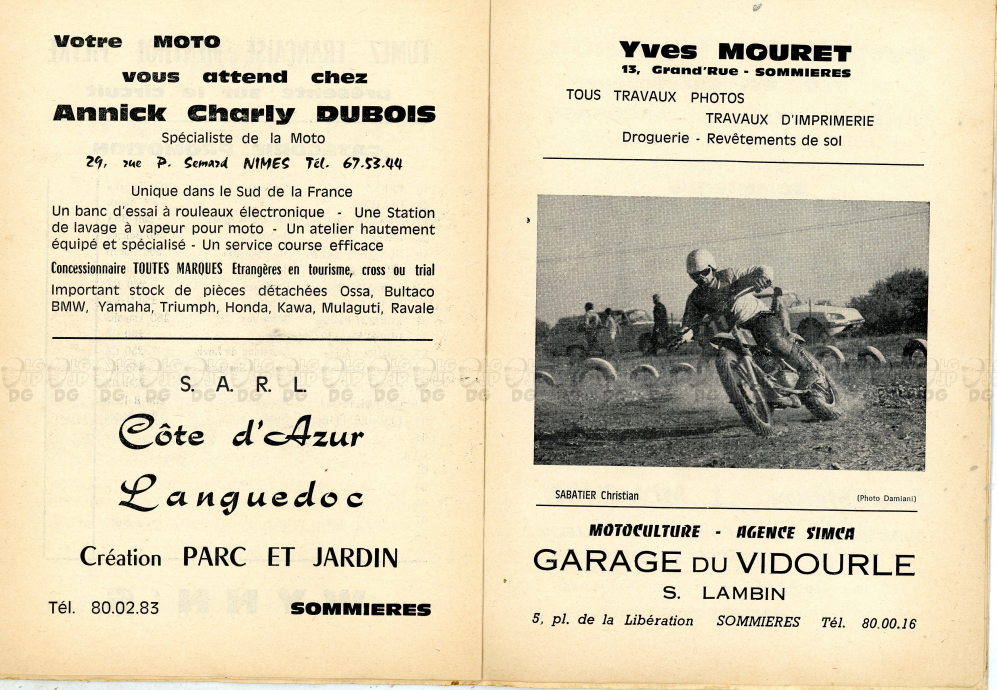 Votre MOTO
vous attend chez
Annick Charly DUBOIS
Spécialiste de la Moto
29, rue P. Semard NIMES Tél. 67.53.44
Unique dans le Sud de la France
Un banc d'essai à rouleaux électronique - Une Station
de lavage à vapeur pour moto - Un atelier hautement
équipé et spécialisé - Un service course efficace
Concessionnaire TOUTES MARQUES Etrangères en tourisme, cross ou trial
Important stock de pièces détachées Ossa, Bultaco
BMW, Yamaha, Triumph, Honda, Kawa, Mulaguti, Ravale
S. A. R. L.
Côte d'Azur
Languedoc
Création PARC ET JARDIN
Tél. 80.02.83 SOMMIERES
Yves MOURET
13, Grand'Rue - SOMMIERES
TOUS TRAVAUX PHOTOS
TRAVAUX D'IMPRIMERIE
Droguerie - Revêtements de sol
SABATIER Christian (Photo Damiani)
MOTOCULTURE - AGENCE SIMCA
GARAGE DU VIDOURLE
S. LAMBIN
5, pl. de la Libération SOMMIERES Tél. 80.00.16